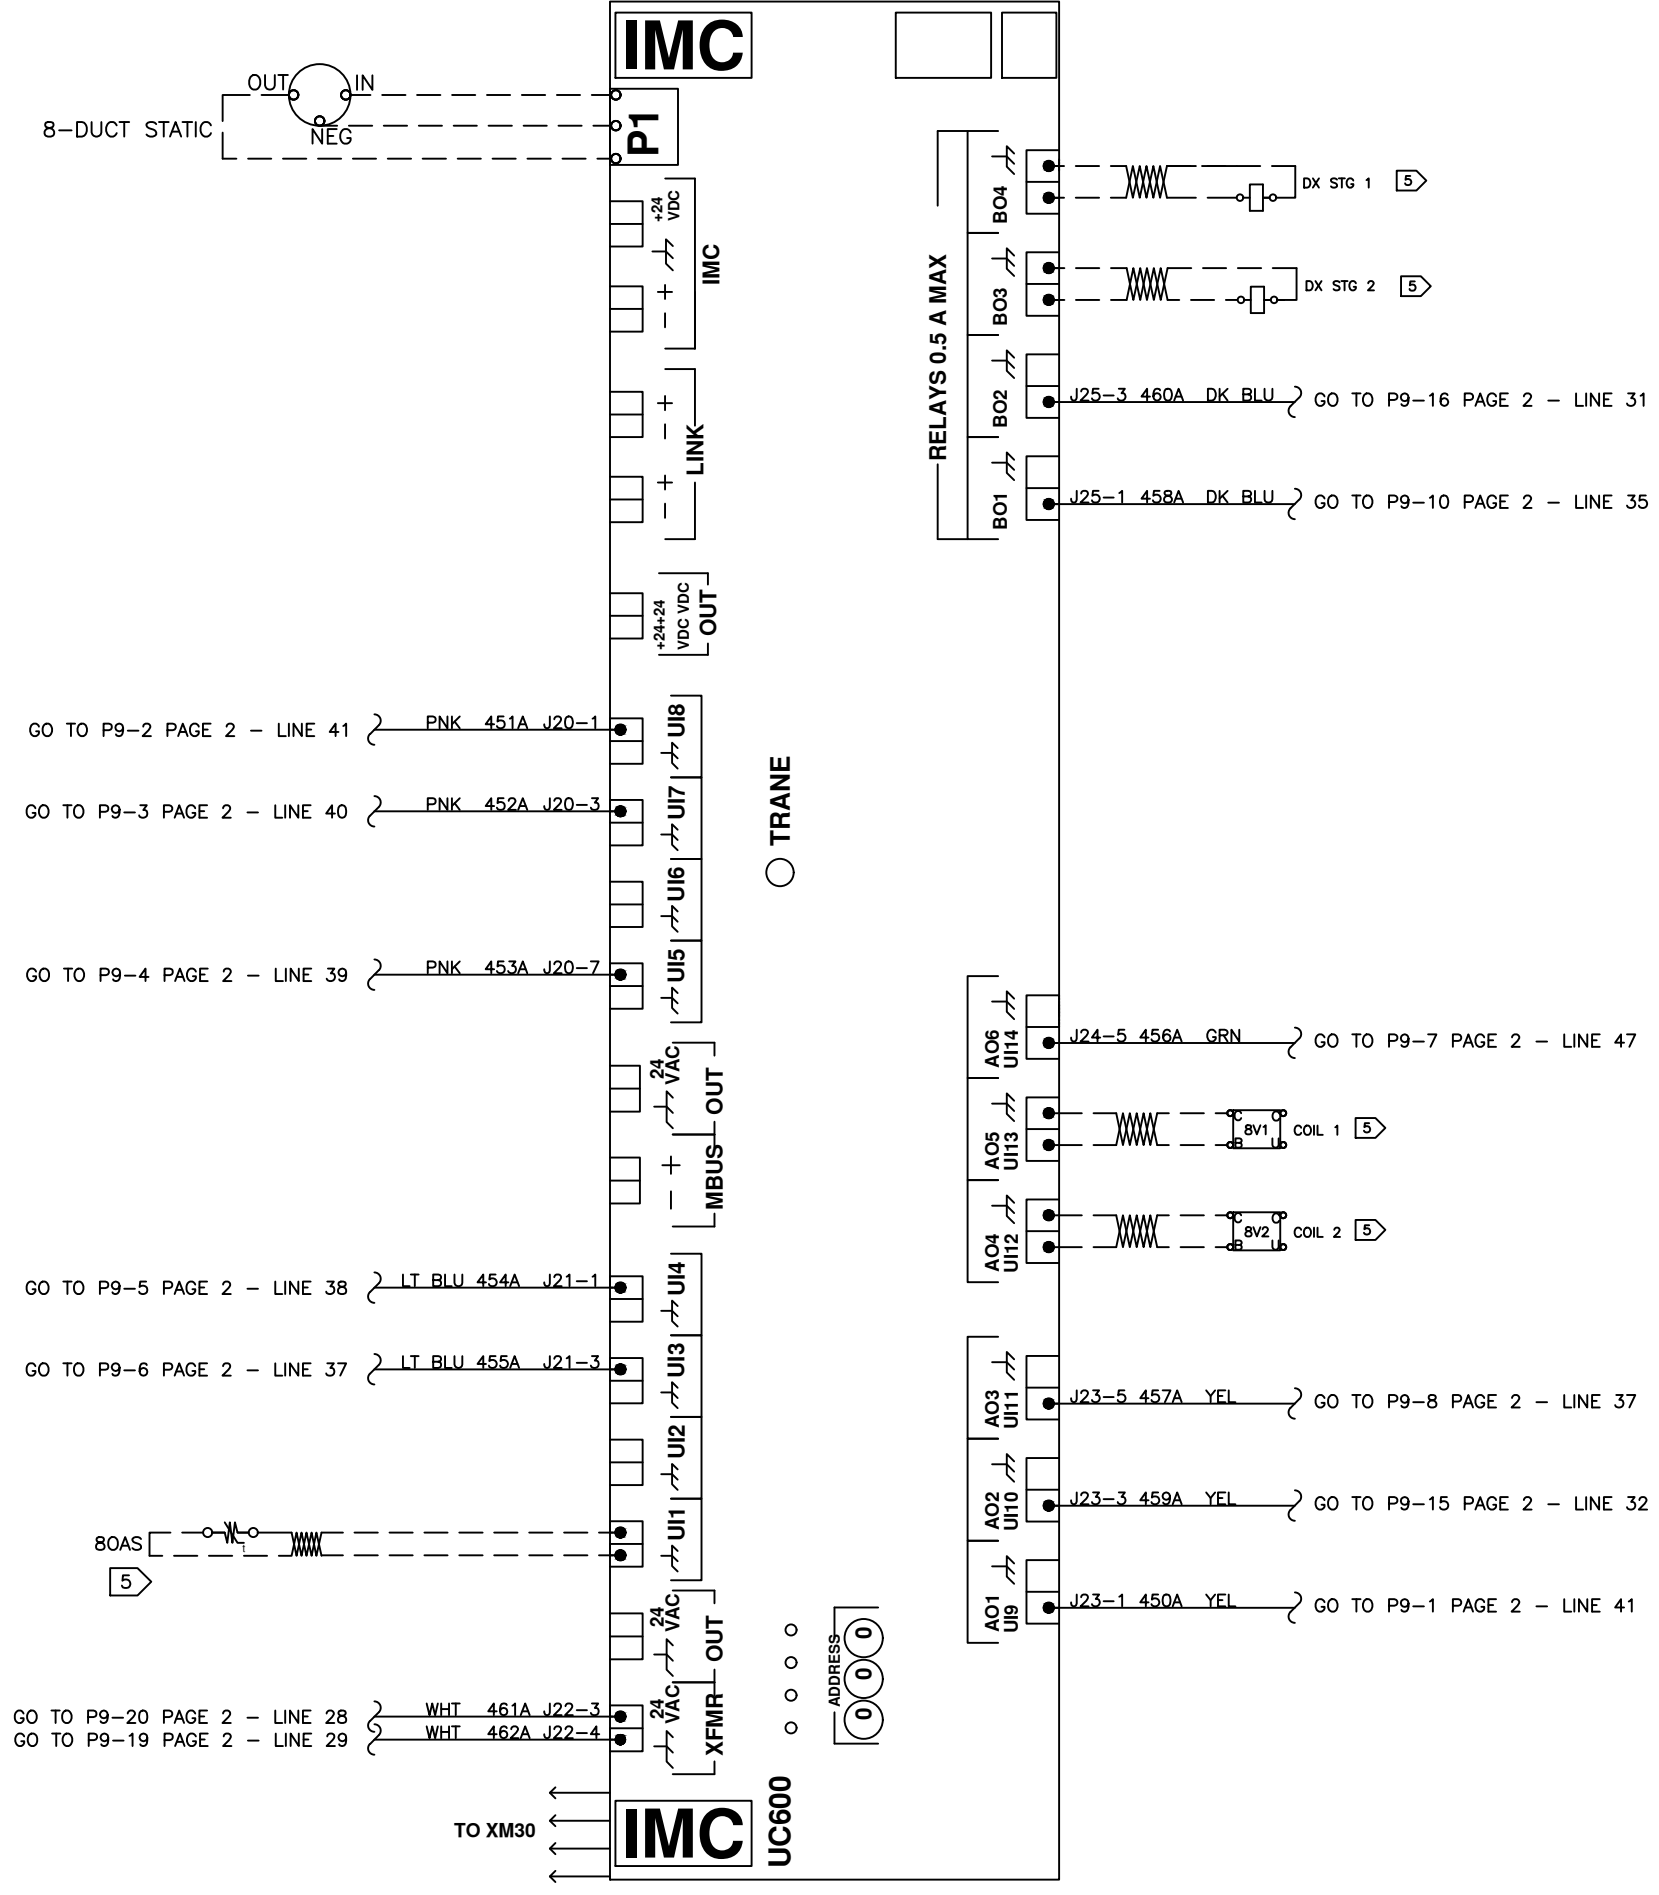 IMC
OUT
IN
NEG
8-DUCT STATIC
P1
+24
VDC
IMC
+
-
+
-
LINK
+
-
+24+24
VDC VDC
OUT
GO TO P9-2 PAGE 2 - LINE 41
PNK 451A J20-1
UI8
GO TO P9-3 PAGE 2 - LINE 40
PNK 452A J20-3
UI7
UI6
GO TO P9-4 PAGE 2 - LINE 39
PNK 453A J20-7
UI5
24
VAC
OUT
MBUS
+
-
GO TO P9-5 PAGE 2 - LINE 38
LT BLU 454A J21-1
UI4
GO TO P9-6 PAGE 2 - LINE 37
LT BLU 455A J21-3
UI3
UI2
8OAS
t
5
UI1
24
VAC
OUT
GO TO P9-20 PAGE 2 - LINE 28
WHT 461A J22-3
GO TO P9-19 PAGE 2 - LINE 29
WHT 462A J22-4
24
VAC
XFMR
TO XM30
IMC
UC600
TRANE
ADDRESS
0
0
0
RELAYS 0.5 A MAX
BO4
DX STG 1
5
BO3
DX STG 2
5
BO2
J25-3 460A DK BLU
GO TO P9-16 PAGE 2 - LINE 31
BO1
J25-1 458A DK BLU
GO TO P9-10 PAGE 2 - LINE 35
AO6
UI14
J24-5 456A GRN
GO TO P9-7 PAGE 2 - LINE 47
AO5
UI13
C C
8V1
B U
COIL 1
5
AO4
UI12
C C
8V2
B U
COIL 2
5
AO3
UI11
J23-5 457A YEL
GO TO P9-8 PAGE 2 - LINE 37
AO2
UI10
J23-3 459A YEL
GO TO P9-15 PAGE 2 - LINE 32
AO1
UI9
J23-1 450A YEL
GO TO P9-1 PAGE 2 - LINE 41